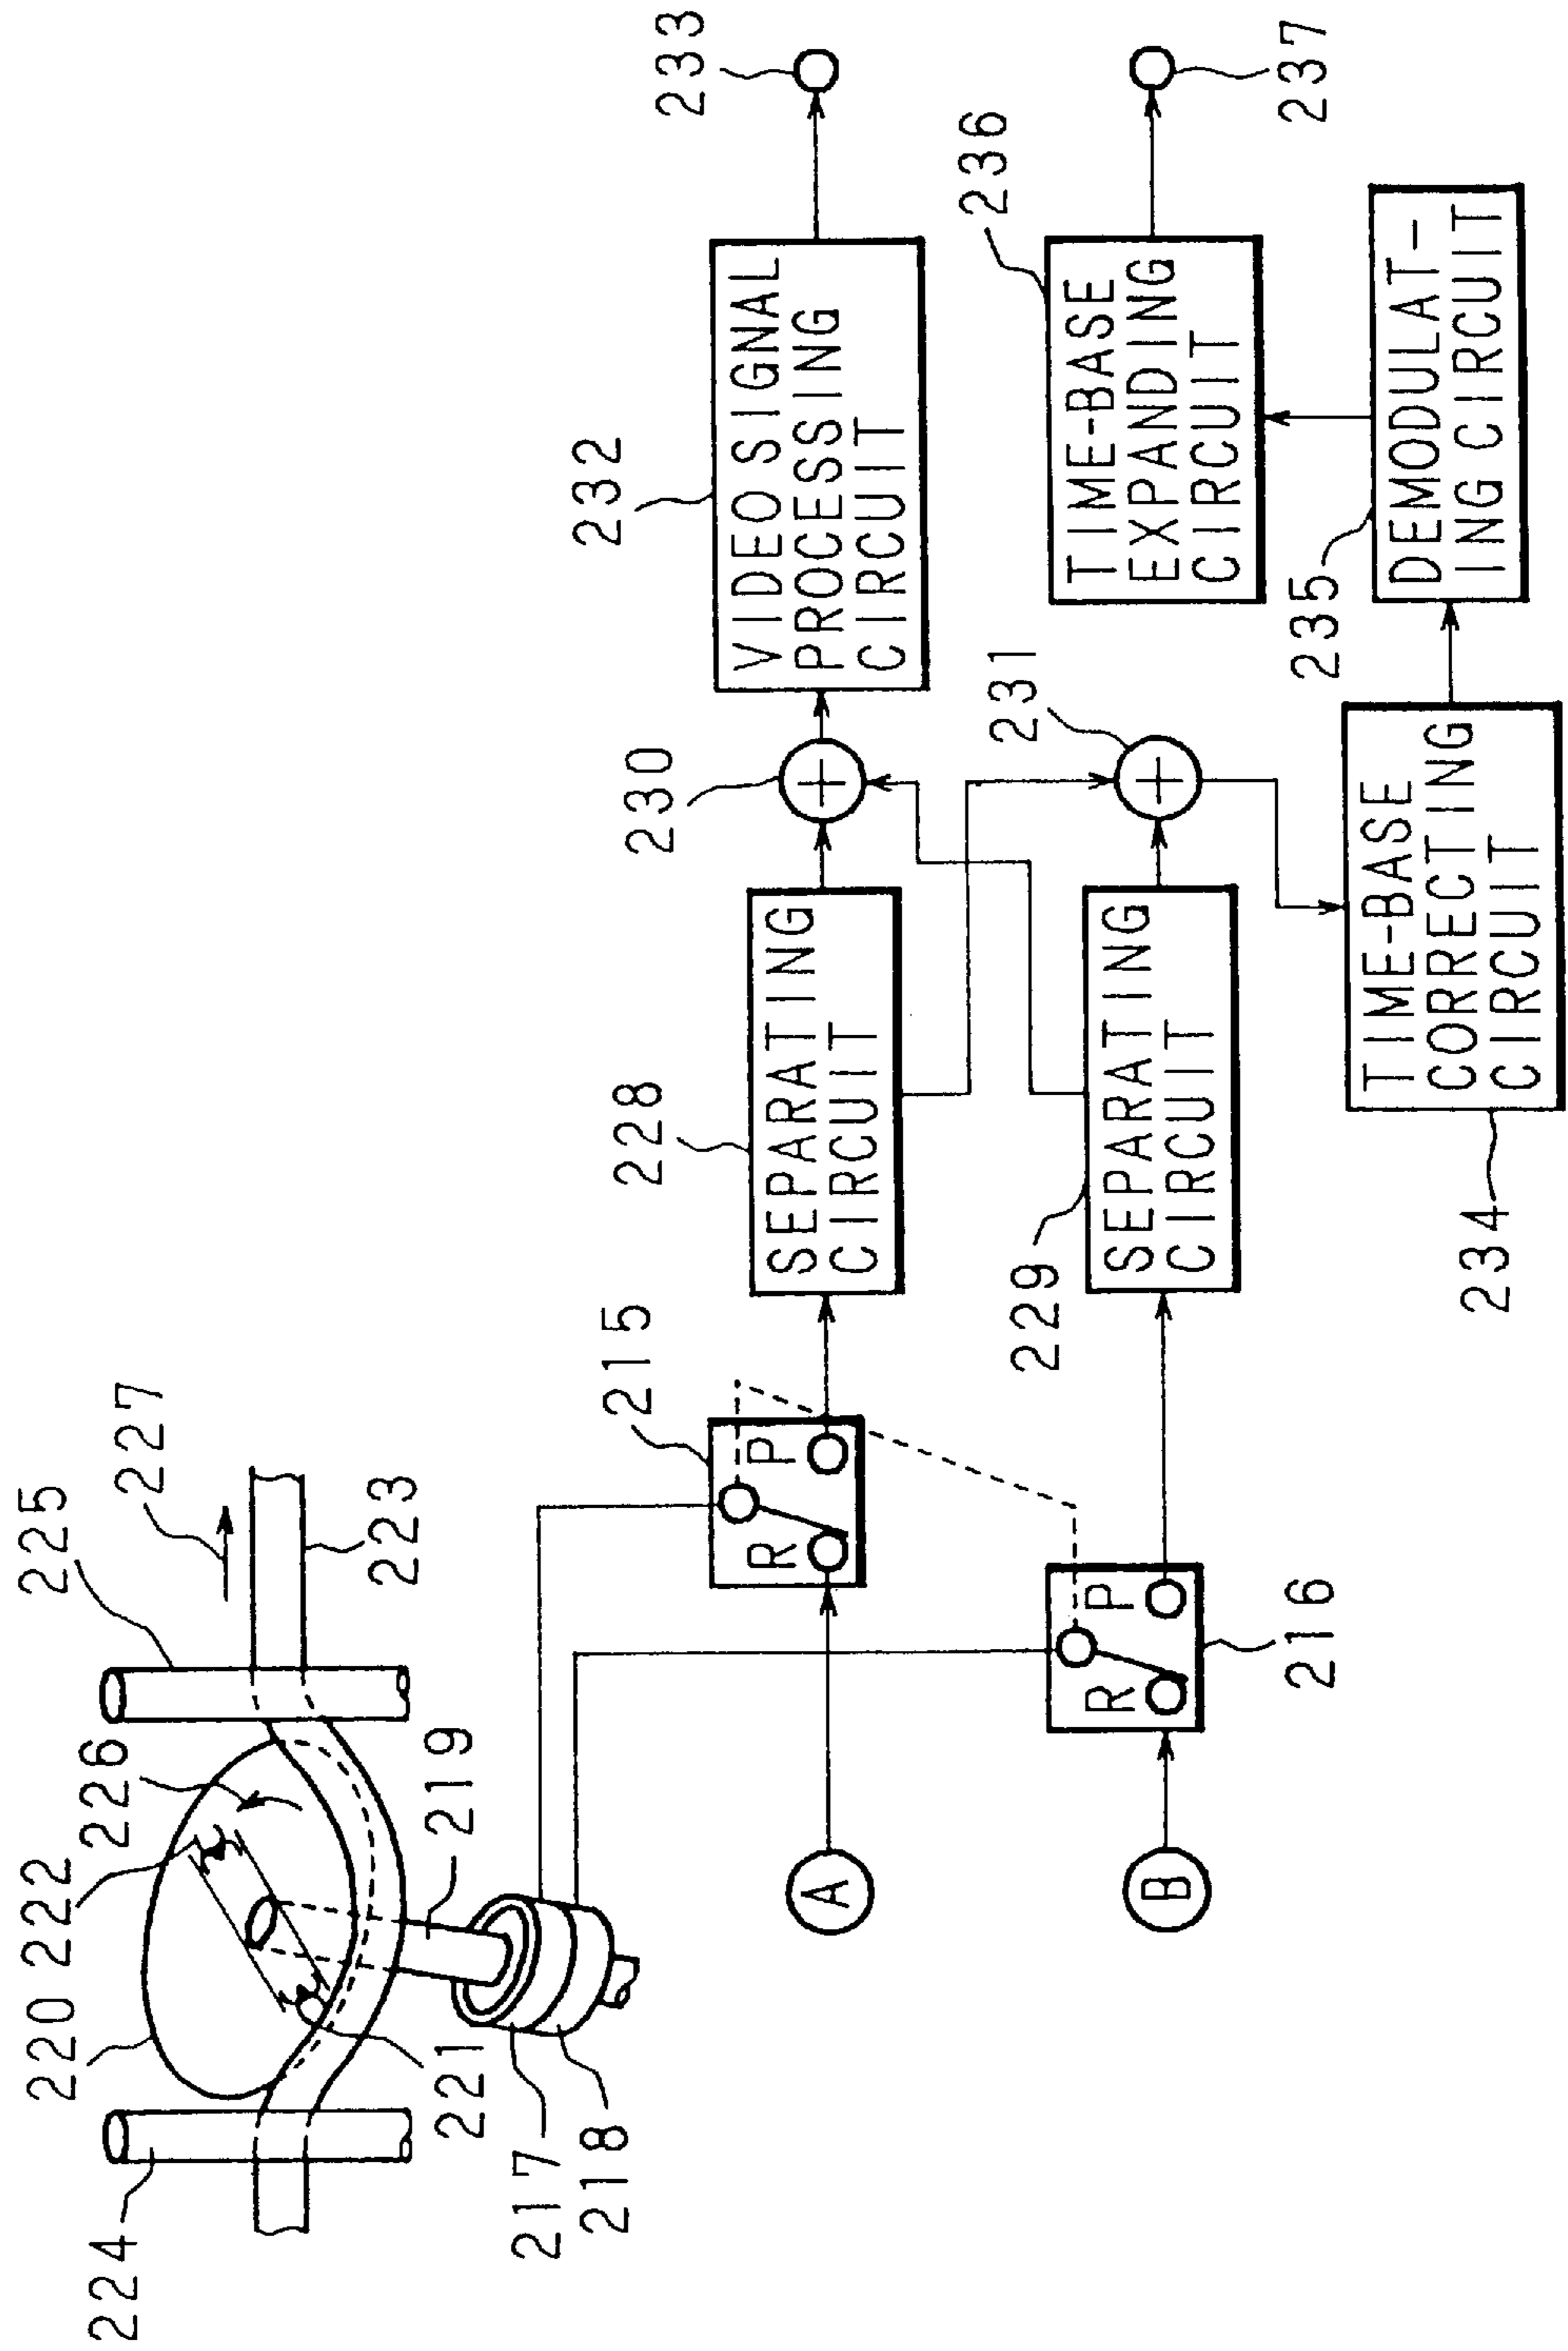 224
220
222
226
225
227
221
219
223
217
218
215
R P
A
216
R P
B
228
SEPARATING
CIRCUIT
229
SEPARATING
CIRCUIT
230
231
232
VIDEO SIGNAL
PROCESSING
CIRCUIT
233
234
TIME-BASE
CORRECTING
CIRCUIT
235
DEMODULAT-
ING CIRCUIT
236
TIME-BASE
EXPANDING
CIRCUIT
237